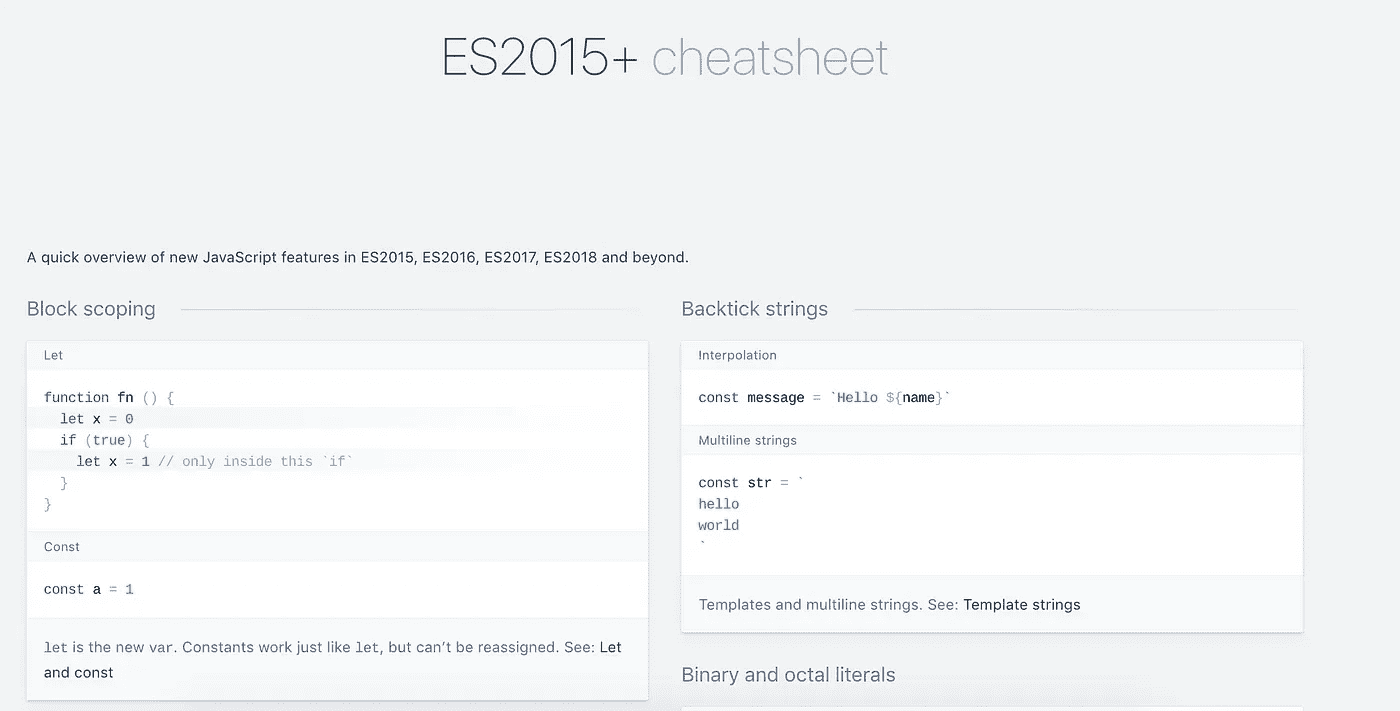 ES2015+ cheatsheet
A quick overview of new JavaScript features in ES2015, ES2016, ES2017, ES2018 and beyond.
Block scoping
Let
function fn () {
  let x = 0
  if (true) {
    let x = 1 // only inside this `if`
  }
}
Const
const a = 1
let is the new var. Constants work just like let, but can’t be reassigned. See: Let
and const
Backtick strings
Interpolation
const message = `Hello ${name}`
Multiline strings
const str = `
hello
world
`
Templates and multiline strings. See: Template strings
Binary and octal literals